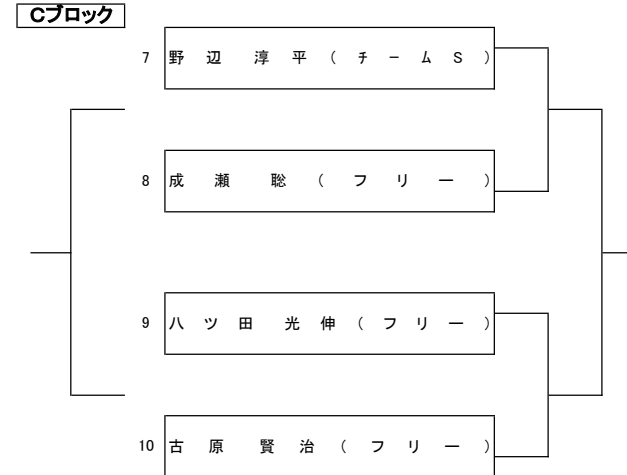 Cブロック
7 野辺 淳平(チームS)
8 成瀬 聡(フリー)
9 八ツ田 光伸(フリー)
10 古原 賢治(フリー)